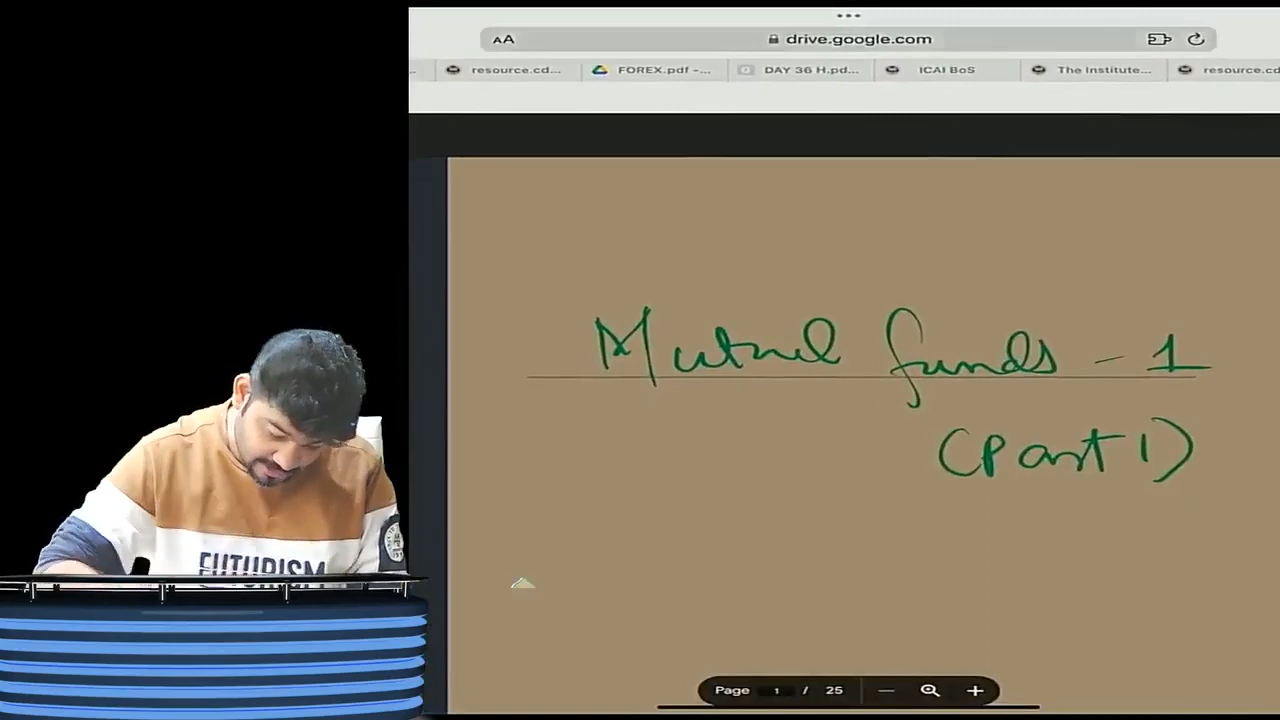 AA
drive.google.com
resource.cd...
FOREX.pdf -...
DAY 36 H.pd...
ICAI BoS
The Institute...
resource.cd
Mutual funds - 1
(Part 1)
FUTURISM
Page 1 / 25